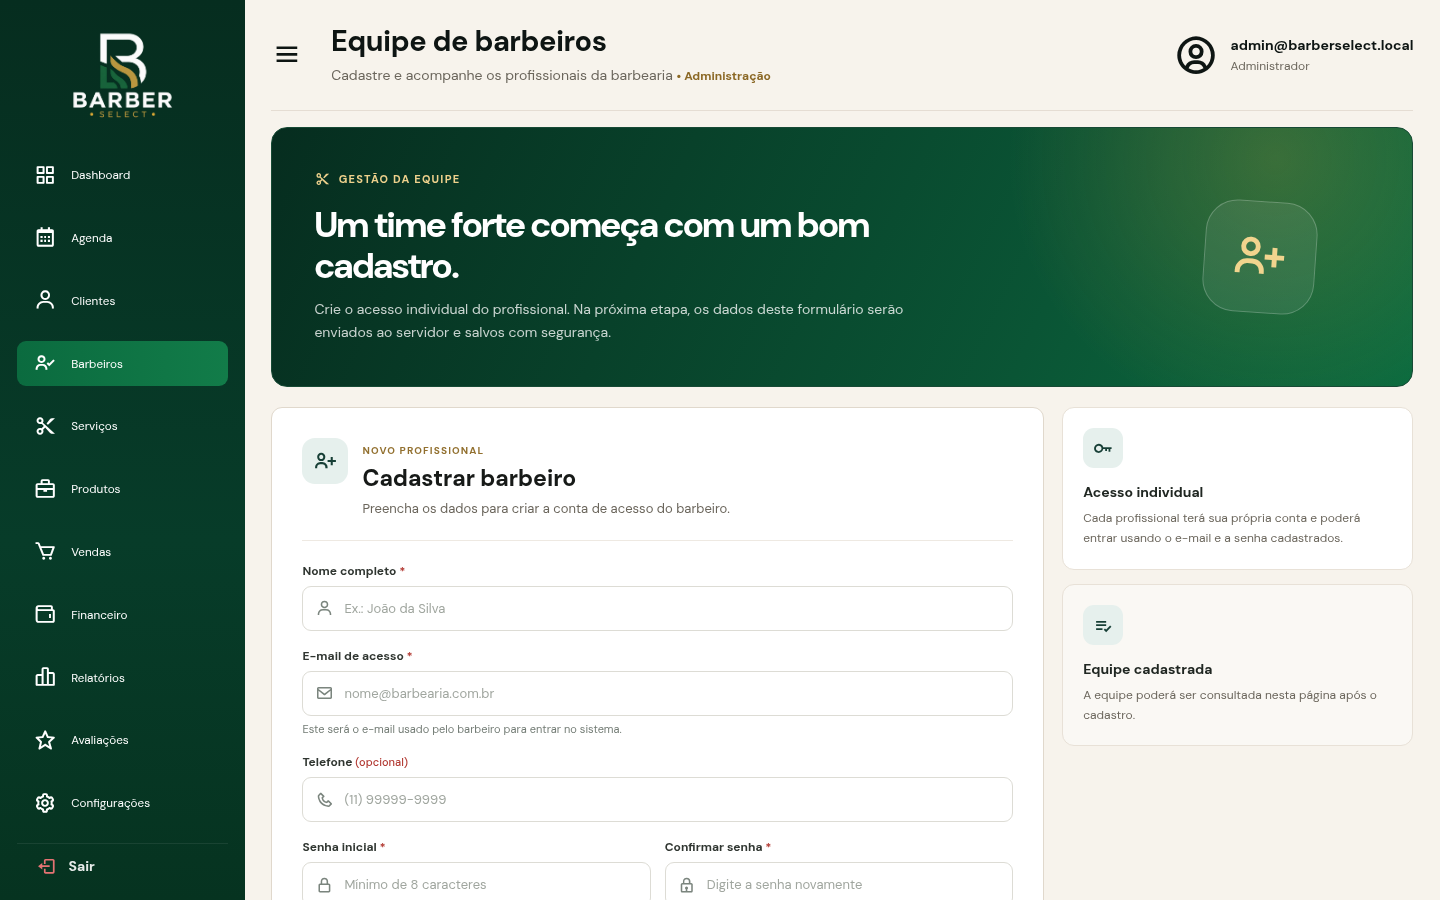 BARBER
• SELECT •
Dashboard
Agenda
Clientes
Barbeiros
Serviços
Produtos
Vendas
Financeiro
Relatórios
Avaliações
Configurações
Sair
Equipe de barbeiros
Cadastre e acompanhe os profissionais da barbearia • Administração
admin@barberselect.local
Administrador
GESTÃO DA EQUIPE
Um time forte começa com um bom
cadastro.
Crie o acesso individual do profissional. Na próxima etapa, os dados deste formulário serão
enviados ao servidor e salvos com segurança.
NOVO PROFISSIONAL
Cadastrar barbeiro
Preencha os dados para criar a conta de acesso do barbeiro.
Nome completo *
Ex.: João da Silva
E-mail de acesso *
nome@barbearia.com.br
Este será o e-mail usado pelo barbeiro para entrar no sistema.
Telefone (opcional)
(11) 99999-9999
Senha inicial *
Mínimo de 8 caracteres
Confirmar senha *
Digite a senha novamente
Acesso individual
Cada profissional terá sua própria conta e poderá
entrar usando o e-mail e a senha cadastrados.
Equipe cadastrada
A equipe poderá ser consultada nesta página após o
cadastro.